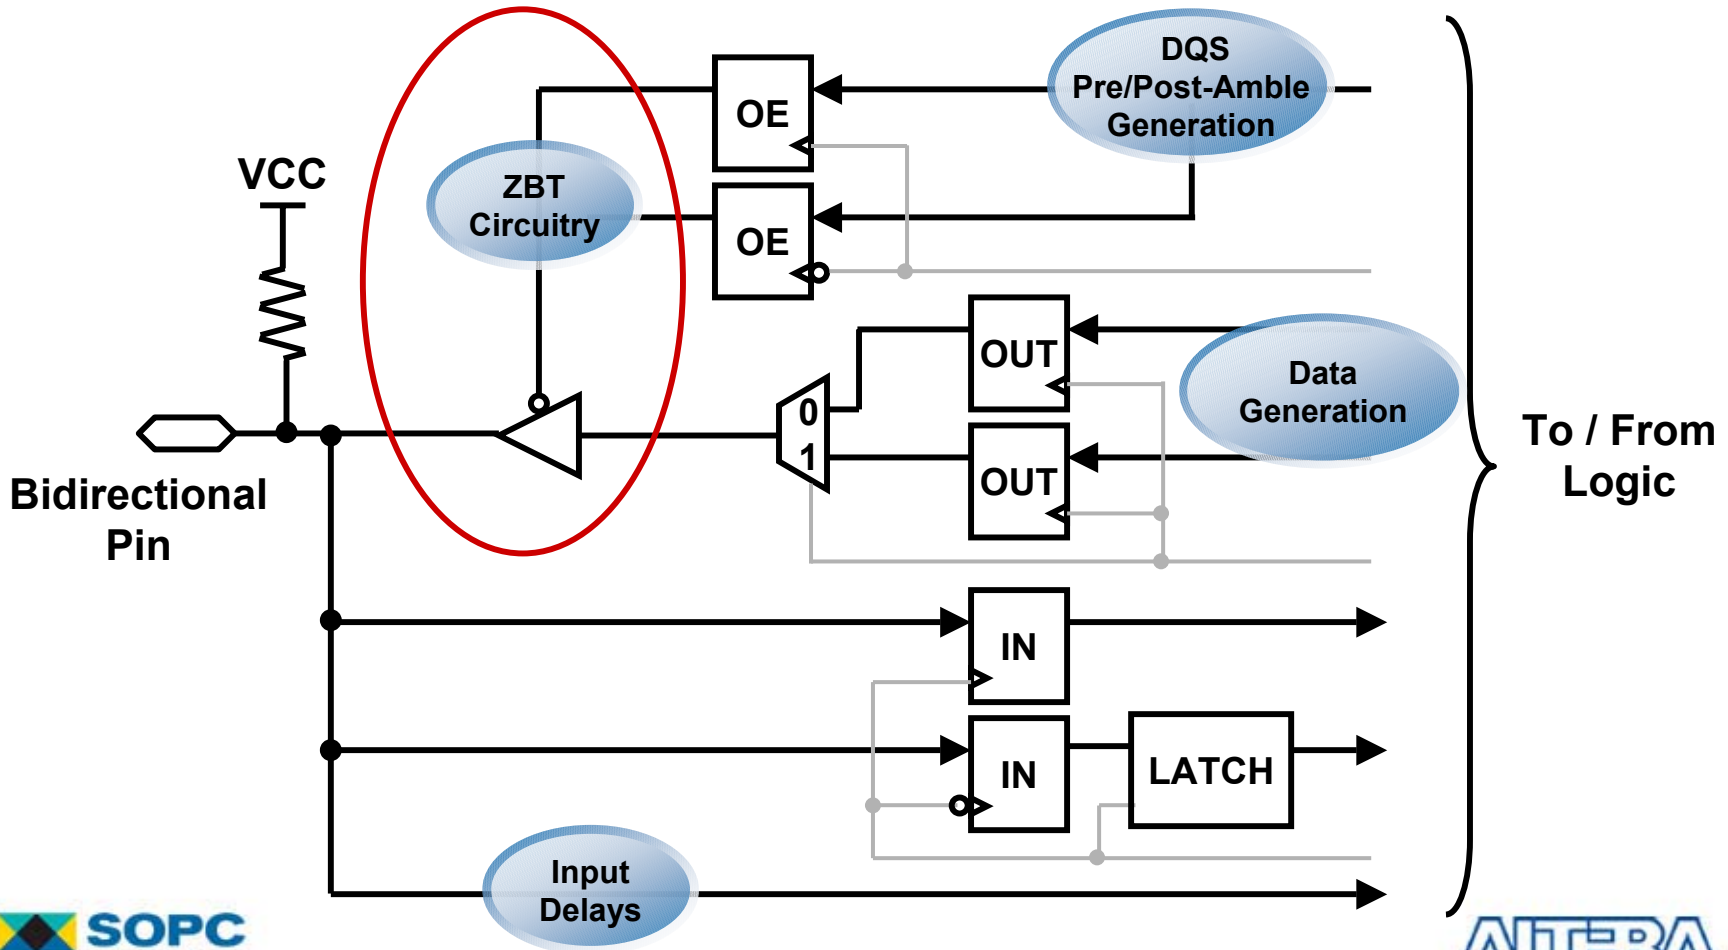 DQS
Pre/Post-Amble
Generation
OE
VCC
ZBT
Circuitry
OE
OUT
Data
Generation
0
1
OUT
To / From
Logic
Bidirectional
Pin
IN
IN
LATCH
Input
Delays
SOPC
ALTERA